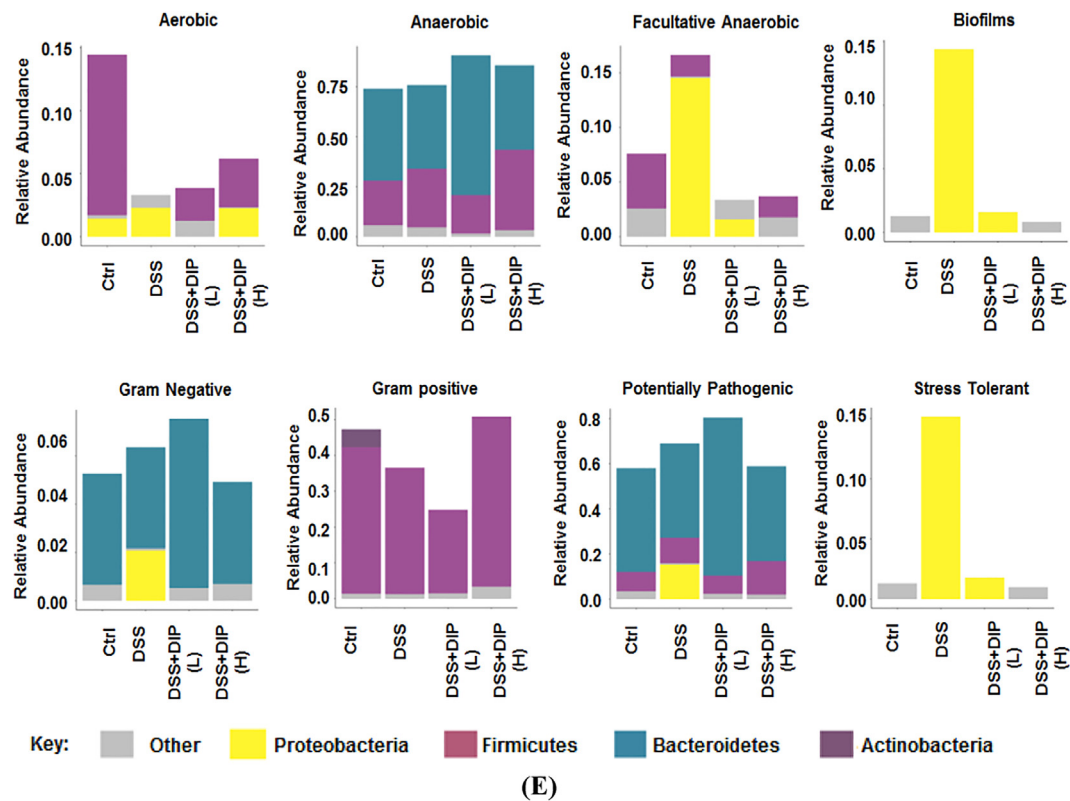 Aerobic
Relative Abundance
0.15
0.10
0.05
0.00
Ctrl
DSS
DSS+DIP
(L)
DSS+DIP
(H)
Anaerobic
Relative Abundance
0.75
0.50
0.25
0.00
Ctrl
DSS
DSS+DIP
(L)
DSS+DIP
(H)
Facultative Anaerobic
Relative Abundance
0.15
0.10
0.05
0.00
Ctrl
DSS
DSS+DIP
(L)
DSS+DIP
(H)
Biofilms
Relative Abundance
0.15
0.10
0.05
0.00
Ctrl
DSS
DSS+DIP
(L)
DSS+DIP
(H)
Gram Negative
Relative Abundance
0.06
0.04
0.02
0.00
Ctrl
DSS
DSS+DIP
(L)
DSS+DIP
(H)
Gram positive
Relative Abundance
0.5
0.4
0.3
0.2
0.1
0.0
Ctrl
DSS
DSS+DIP
(L)
DSS+DIP
(H)
Potentially Pathogenic
Relative Abundance
0.8
0.6
0.4
0.2
0.0
Ctrl
DSS
DSS+DIP
(L)
DSS+DIP
(H)
Stress Tolerant
Relative Abundance
0.15
0.10
0.05
0.00
Ctrl
DSS
DSS+DIP
(L)
DSS+DIP
(H)
Key: Other Proteobacteria Firmicutes Bacteroidetes Actinobacteria
(E)